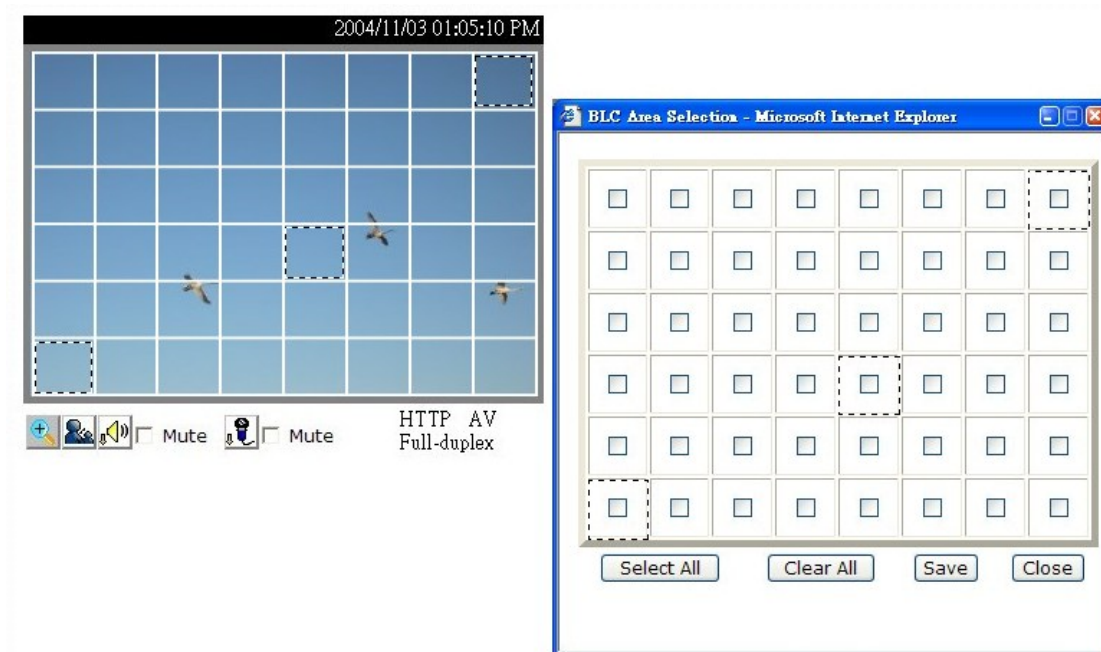 2004/11/03 01:05:10 PM
BLC Area Selection - Microsoft Internet Explorer
Mute
Mute
HTTP AV
Full-duplex
Select All
Clear All
Save
Close